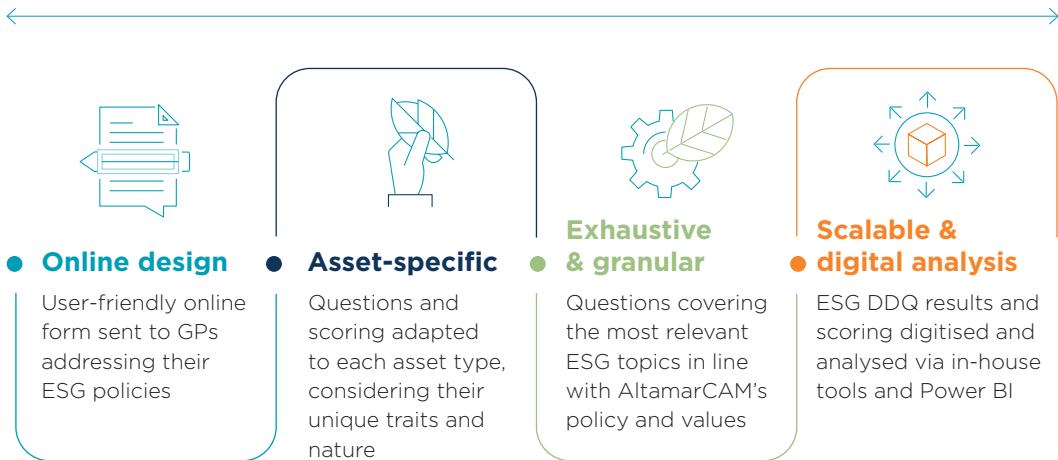 Online design
User-friendly online
form sent to GPs
addressing their
ESG policies
Asset-specific
Questions and
scoring adapted
to each asset type,
considering their
unique traits and
nature
Exhaustive
& granular
Questions covering
the most relevant
ESG topics in line
with AltamarCAM's
policy and values
Scalable &
digital analysis
ESG DDQ results and
scoring digitised and
analysed via in-house
tools and Power BI